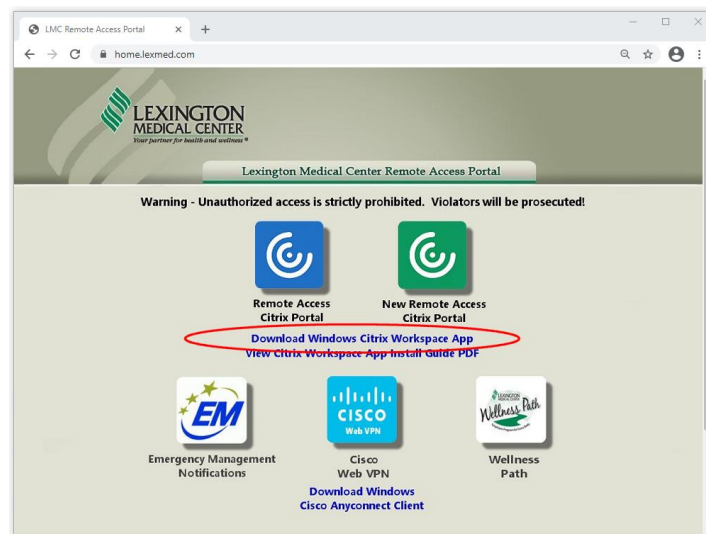 LMC Remote Access Portal
home.lexmed.com
LEXINGTON
MEDICAL CENTER
Your partner for health and wellness ®
Lexington Medical Center Remote Access Portal
Warning - Unauthorized access is strictly prohibited. Violators will be prosecuted!
Remote Access
Citrix Portal
New Remote Access
Citrix Portal
Download Windows Citrix Workspace App
View Citrix Workspace App Install Guide PDF
EM
Emergency Management
Notifications
CISCO
Web VPN
Cisco
Web VPN
Download Windows
Cisco Anyconnect Client
LEXINGTON
MEDICAL CENTER
Wellness Path
Wellness
Path